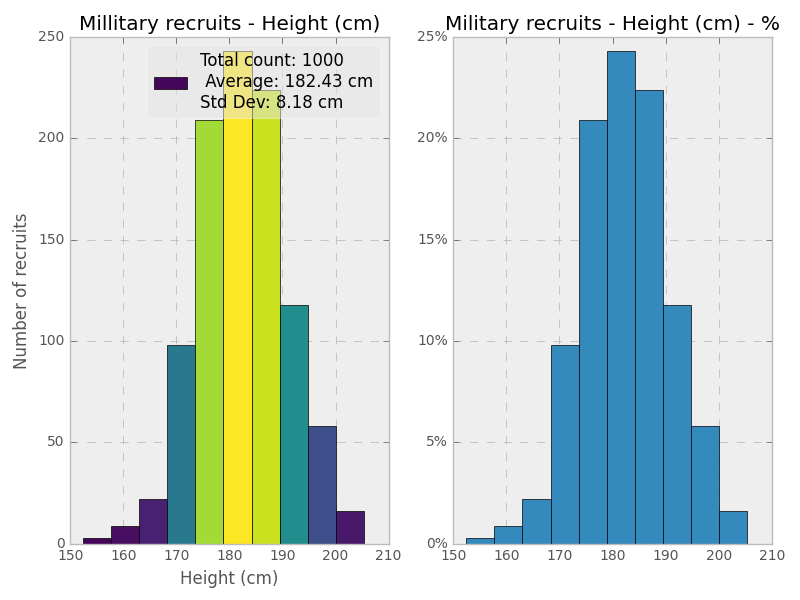 Millitary recruits - Height (cm)
250
200
150
100
50
0
Number of recruits
Total count: 1000
Average: 182.43 cm
Std Dev: 8.18 cm
150 160 170 180 190 200 210
Height (cm)
Military recruits - Height (cm) - %
25%
20%
15%
10%
5%
0%
150 160 170 180 190 200 210